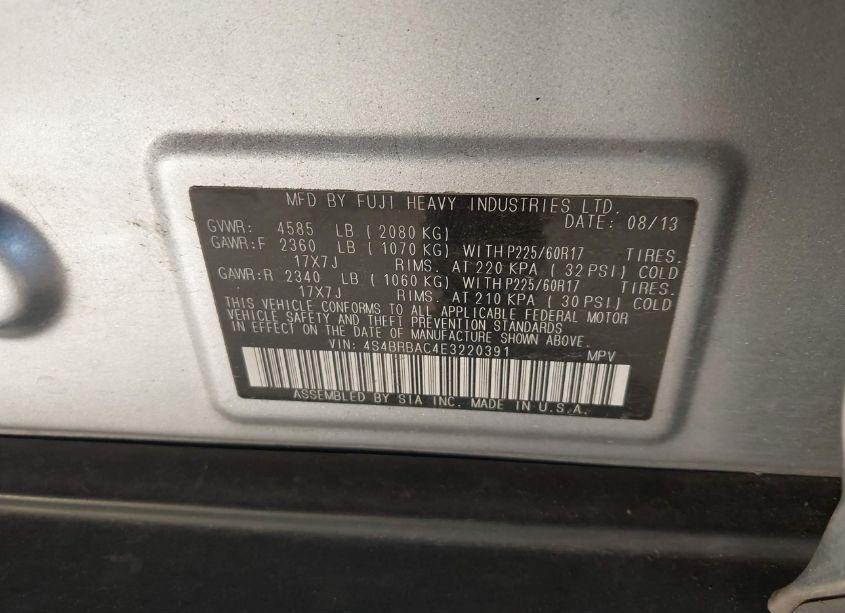 MFD BY FUJI HEAVY INDUSTRIES LTD.
DATE: 08/13
GVWR: 4585 LB ( 2080 KG)
GAWR:F 2360 LB ( 1070 KG) WITH P225/60R17 TIRES.
17X7J RIMS. AT 220 KPA ( 32 PSI ) COLD
GAWR:R 2340 LB ( 1060 KG) WITH P225/60R17 TIRES.
17X7J RIMS. AT 210 KPA ( 30 PSI ) COLD
THIS VEHICLE CONFORMS TO ALL APPLICABLE FEDERAL MOTOR
VEHICLE SAFETY AND THEFT PREVENTION STANDARDS
IN EFFECT ON THE DATE OF MANUFACTURE SHOWN ABOVE.
VIN: 4S4BRBAC4E3220391 MPV
ASSEMBLED BY SIA INC. MADE IN U.S.A.